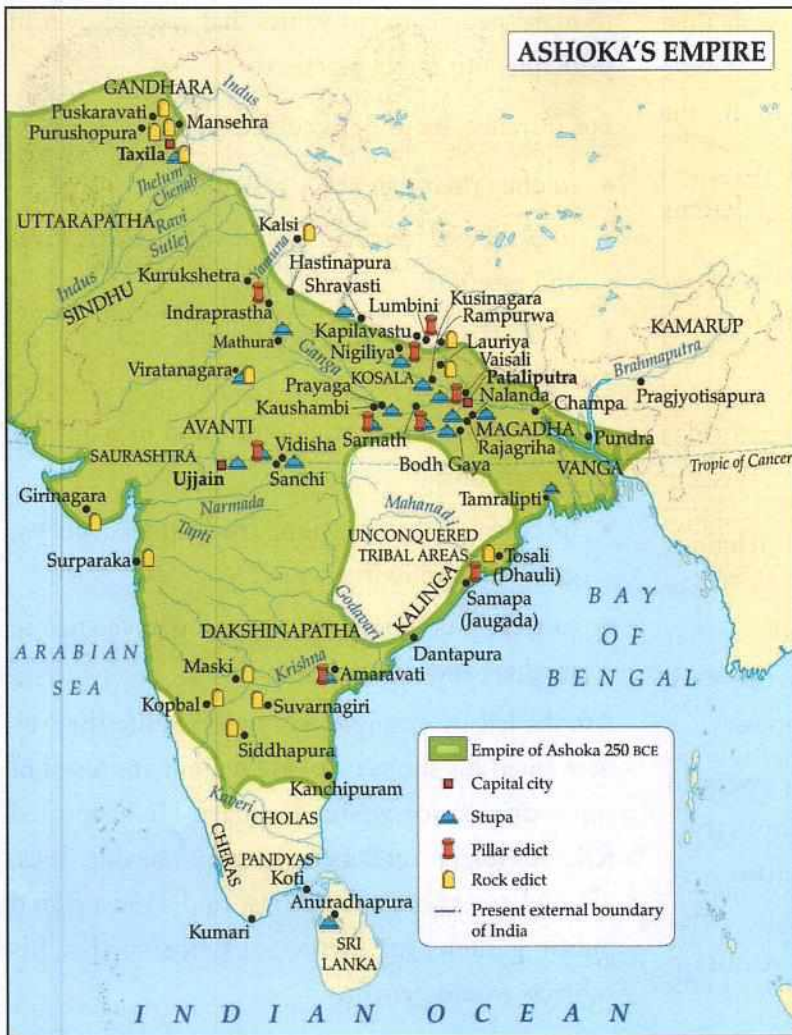 ASHOKA'S EMPIRE
GANDHARA
Indus
Puskaravati
Mansehra
Purushopura
Taxila
Jhelum
Chenab
UTTARAPATHA
Ravi
Sutlej
Kalsi
Yamuna
Hastinapura
Kurukshetra
Shravasti
Indus
SINDHU
Lumbini
Kusinagara
Indraprastha
Rampurwa
KAMARUP
Kapilavastu
Lauriya
Mathura
Nigiliya
Vaisali
Brahmaputra
Ganga
Viratanagara
KOSALA
Pataliputra
Prayaga
Nalanda
Pragjyotisapura
Kaushambi
Champa
AVANTI
Sarnath
MAGADHA
Vidisha
Rajagriha
Pundra
SAURASHTRA
Bodh Gaya
VANGA
Tropic of Cancer
Ujjain
Sanchi
Girinagara
Narmada
Mahanadi
Tamralipti
Tapti
UNCONQUERED
TRIBAL AREAS
Surparaka
Tosali
(Dhauli)
Godavari
KALINGA
Samapa
(Jaugada)
BAY
OF
BENGAL
DAKSHINAPATHA
Dantapura
ARABIAN
SEA
Maski
Krishna
Amaravati
Kopbal
Suvarnagiri
Siddhapura
Empire of Ashoka 250 BCE
Kanchipuram
Capital city
Kaveri
CHOLAS
Stupa
CHERAS
PANDYAS
Pillar edict
Koti
Rock edict
Anuradhapura
Present external boundary
of India
Kumari
SRI
LANKA
INDIAN OCEAN